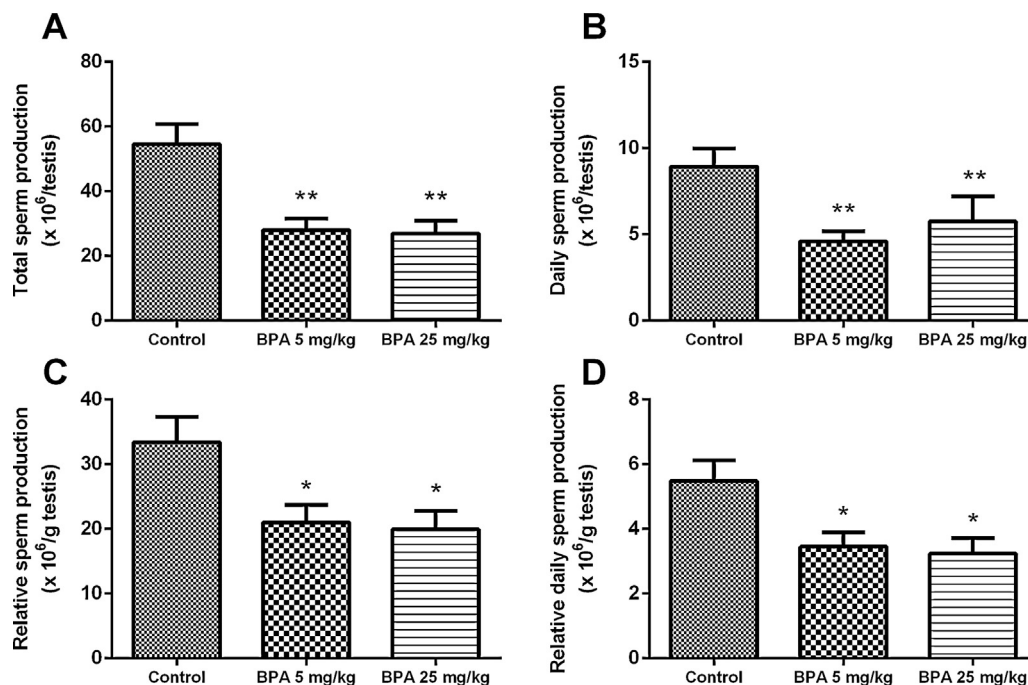 A
Total sperm production
(x 10⁶/testis)
80
60
40
20
0
**
**
Control
BPA 5 mg/kg
BPA 25 mg/kg
B
Daily sperm production
(x 10⁶/testis)
15
10
5
0
**
**
Control
BPA 5 mg/kg
BPA 25 mg/kg
C
Relative sperm production
(x 10⁶/g testis)
40
30
20
10
0
*
*
Control
BPA 5 mg/kg
BPA 25 mg/kg
D
Relative daily sperm production
(x 10⁶/g testis)
8
6
4
2
0
*
*
Control
BPA 5 mg/kg
BPA 25 mg/kg